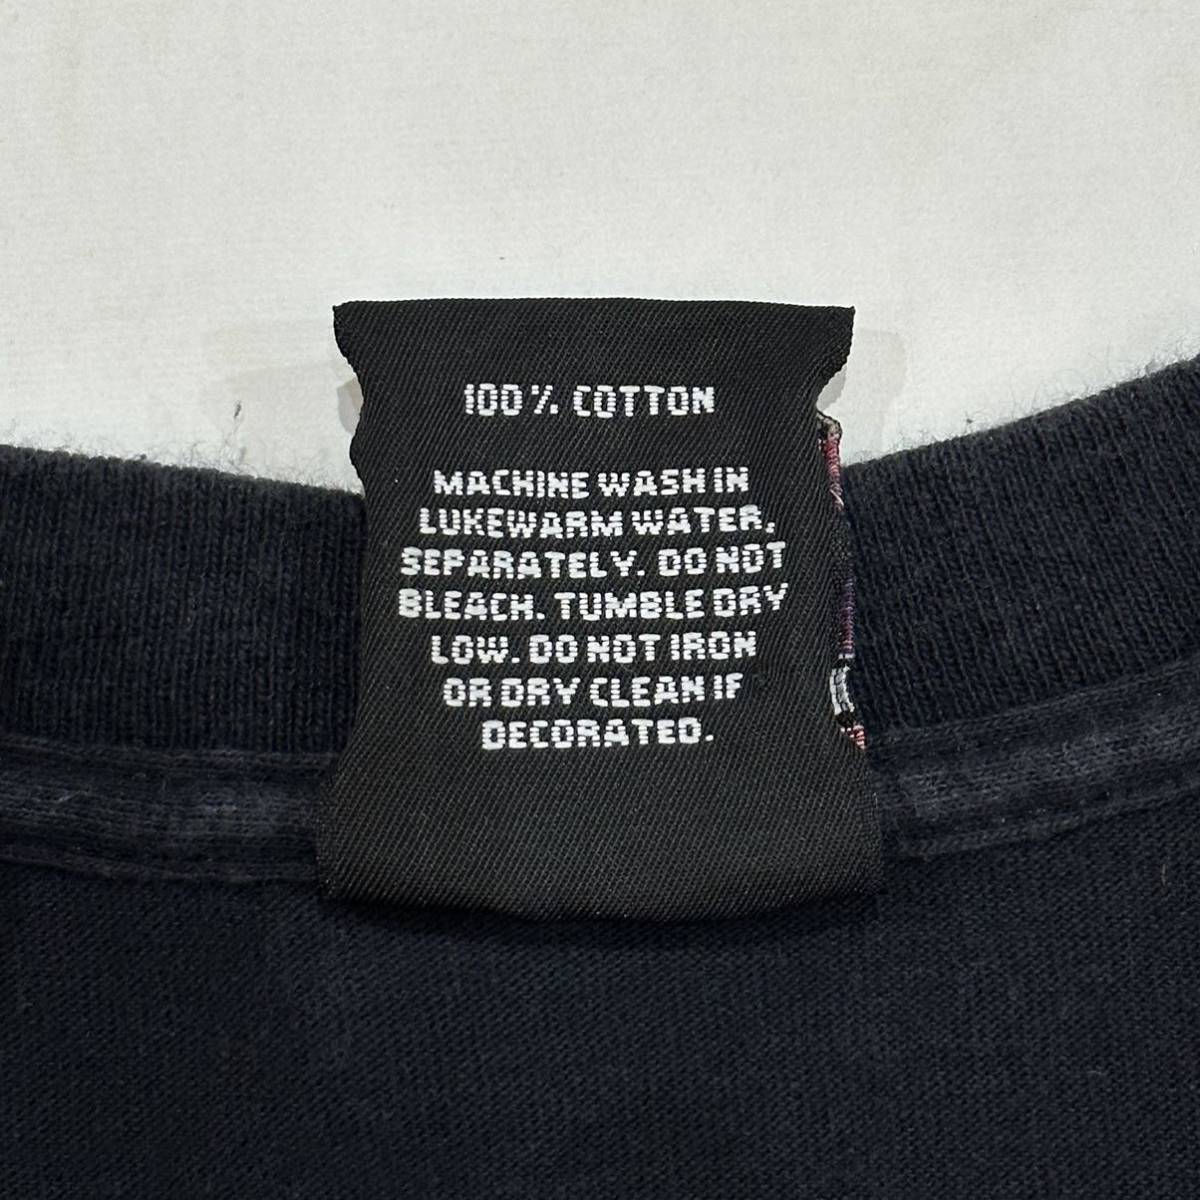 100% COTTON
MACHINE WASH IN
LUKEWARM WATER.
SEPARATELY. DO NOT
BLEACH. TUMBLE DRY
LOW. DO NOT IRON
OR DRY CLEAN IF
DECORATED.